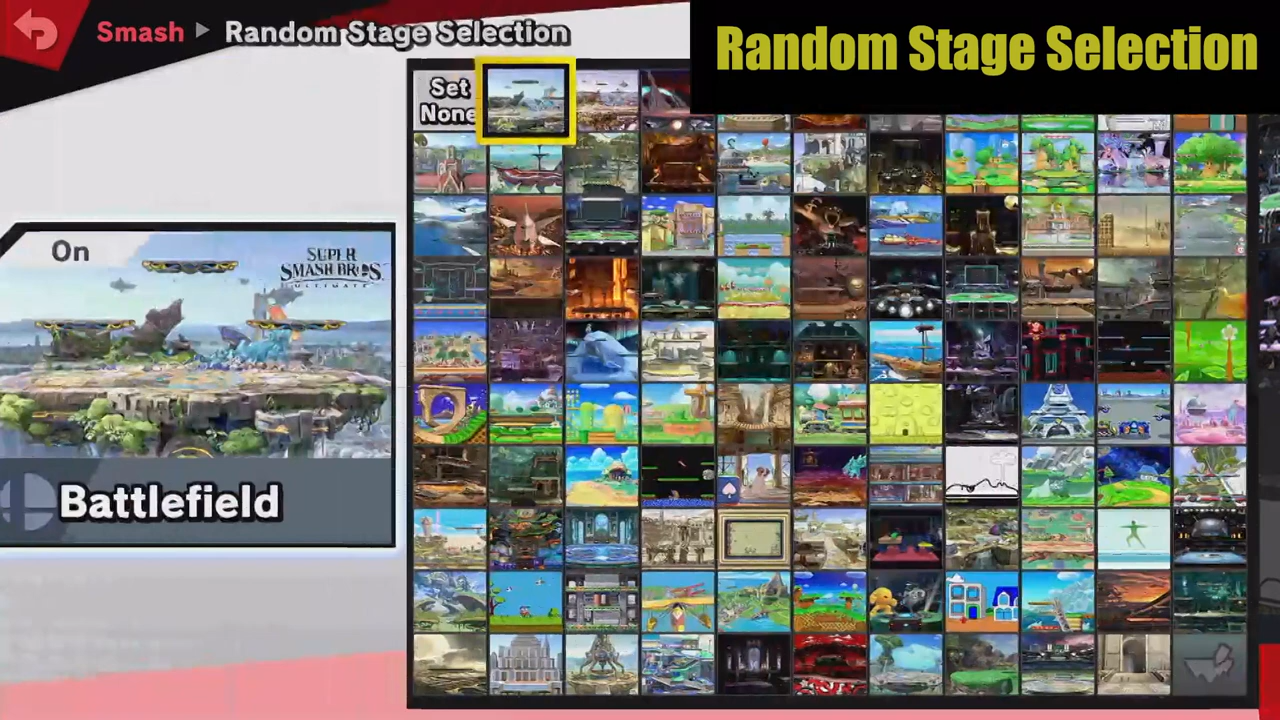 Smash ▶ Random Stage Selection
Random Stage Selection
Set
None
On
SUPER
SMASH BROS.
ULTIMATE
Battlefield